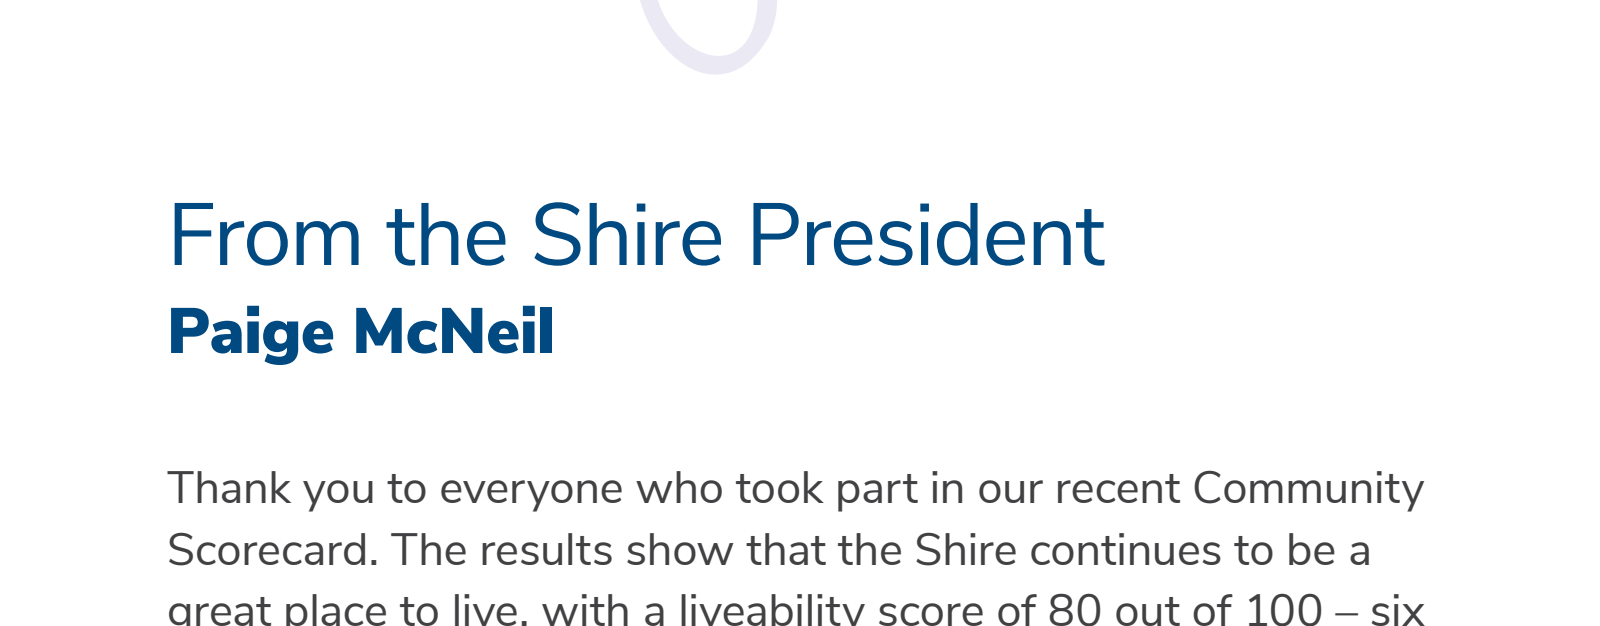 From the Shire President
Paige McNeil
Thank you to everyone who took part in our recent Community
Scorecard. The results show that the Shire continues to be a
great place to live, with a liveability score of 80 out of 100 – six